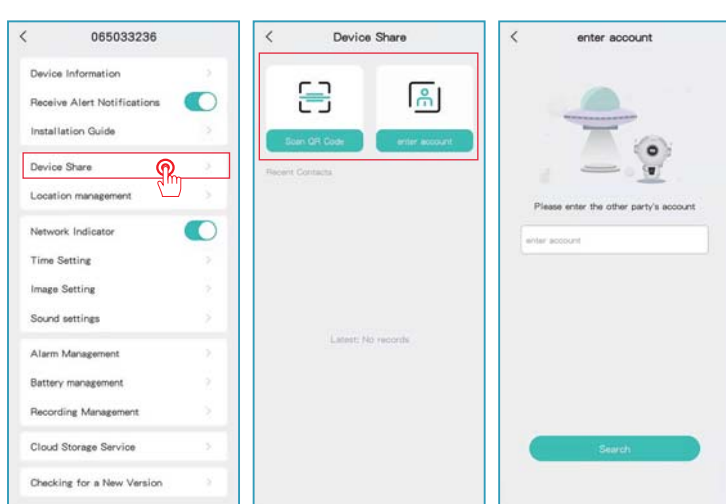 065033236
Device Information
Receive Alert Notifications
Installation Guide
Device Share
Location management
Network Indicator
Time Setting
Image Setting
Sound settings
Alarm Management
Battery management
Recording Management
Cloud Storage Service
Checking for a New Version
Device Share
Scan QR Code
enter account
Recent Contacts
Latest: No records
enter account
Please enter the other party's account
enter account
Search